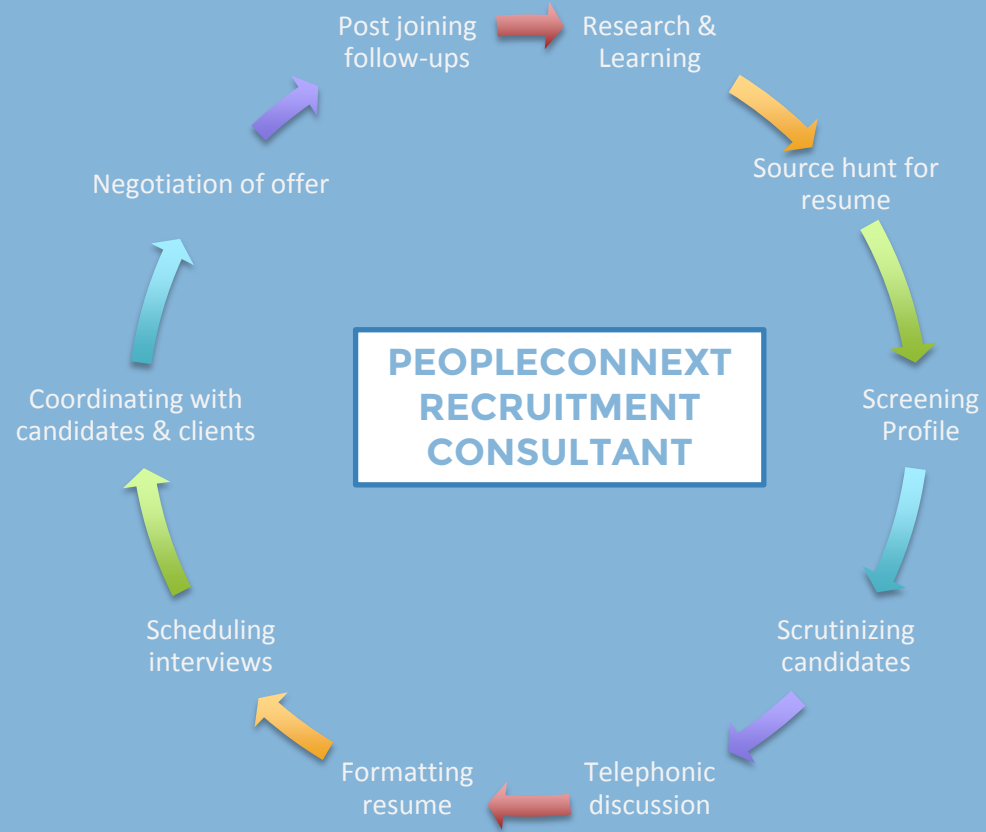 Post joining
follow-ups
Research &
Learning
Source hunt for
resume
Screening
Profile
Scrutinizing
candidates
Telephonic
discussion
Formatting
resume
Scheduling
interviews
Coordinating with
candidates & clients
Negotiation of offer
PEOPLECONNEXT
RECRUITMENT
CONSULTANT